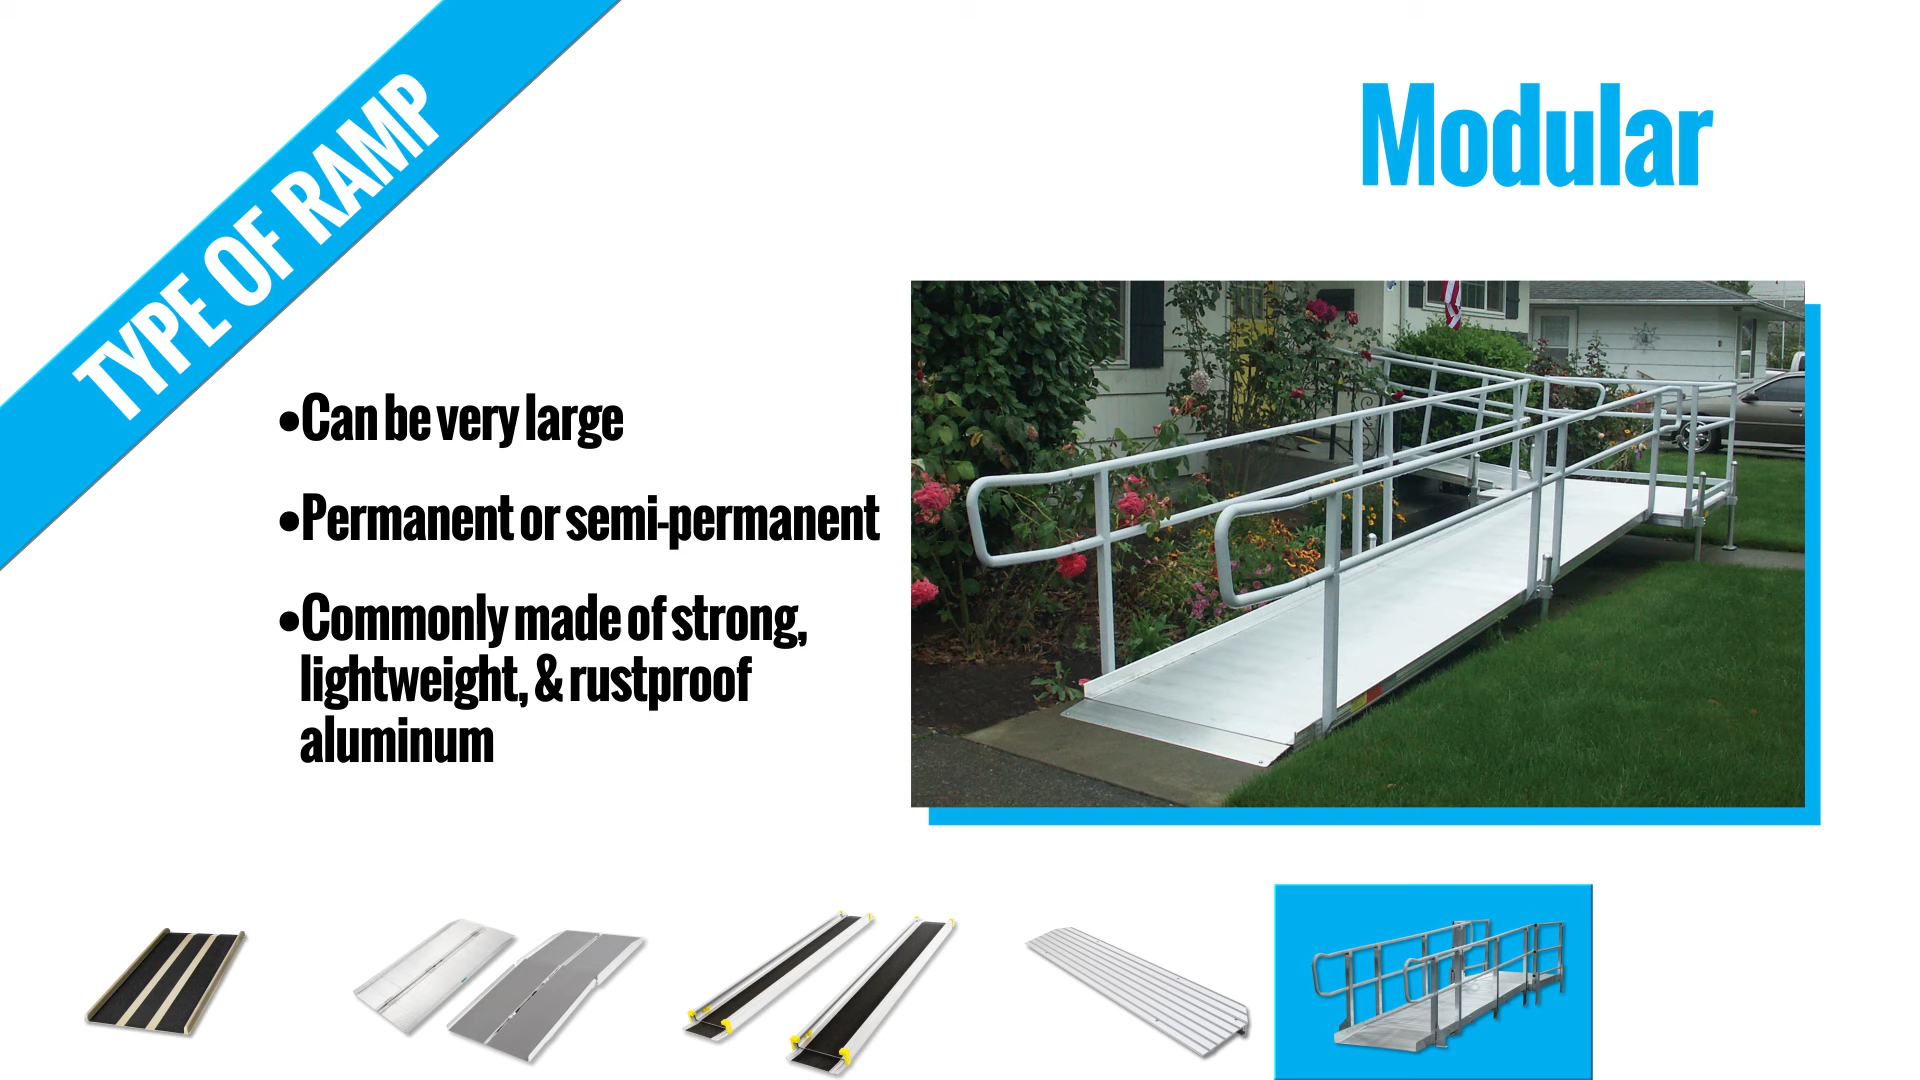 TYPE OF RAMP
Modular
•Can be very large
•Permanent or semi-permanent
•Commonly made of strong,
lightweight, & rustproof
aluminum